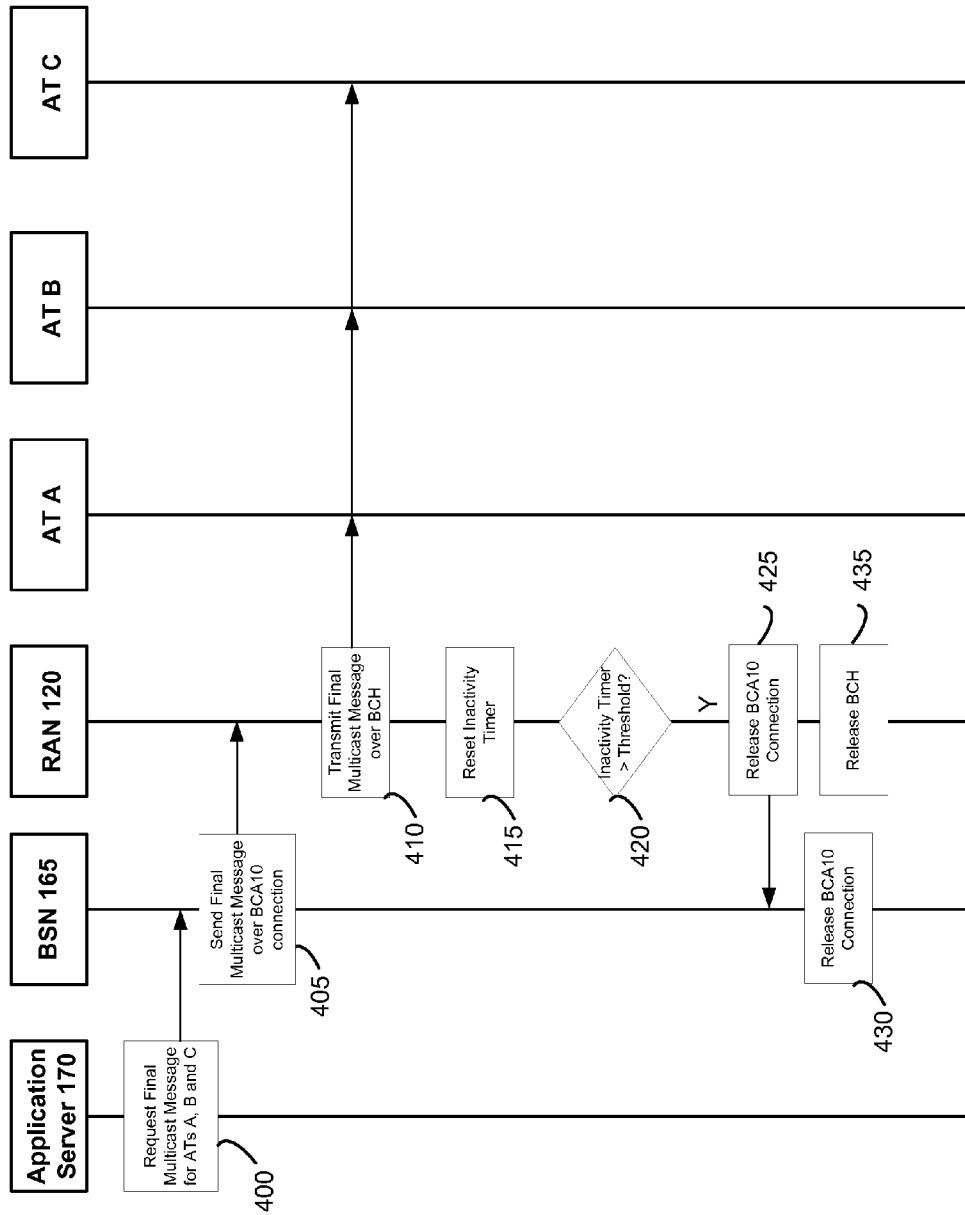 Application
Server 170
BSN 165
RAN 120
AT A
AT B
AT C
Request Final
Multicast Message
for ATs A, B and C
400
Send Final
Multicast Message
over BCA10
connection
405
Transmit Final
Multicast Message
over BCH
410
Reset Inactivity
Timer
415
Inactivity Timer
> Threshold?
420
Y
Release BCA10
Connection
425
Release BCA10
Connection
430
Release BCH
435